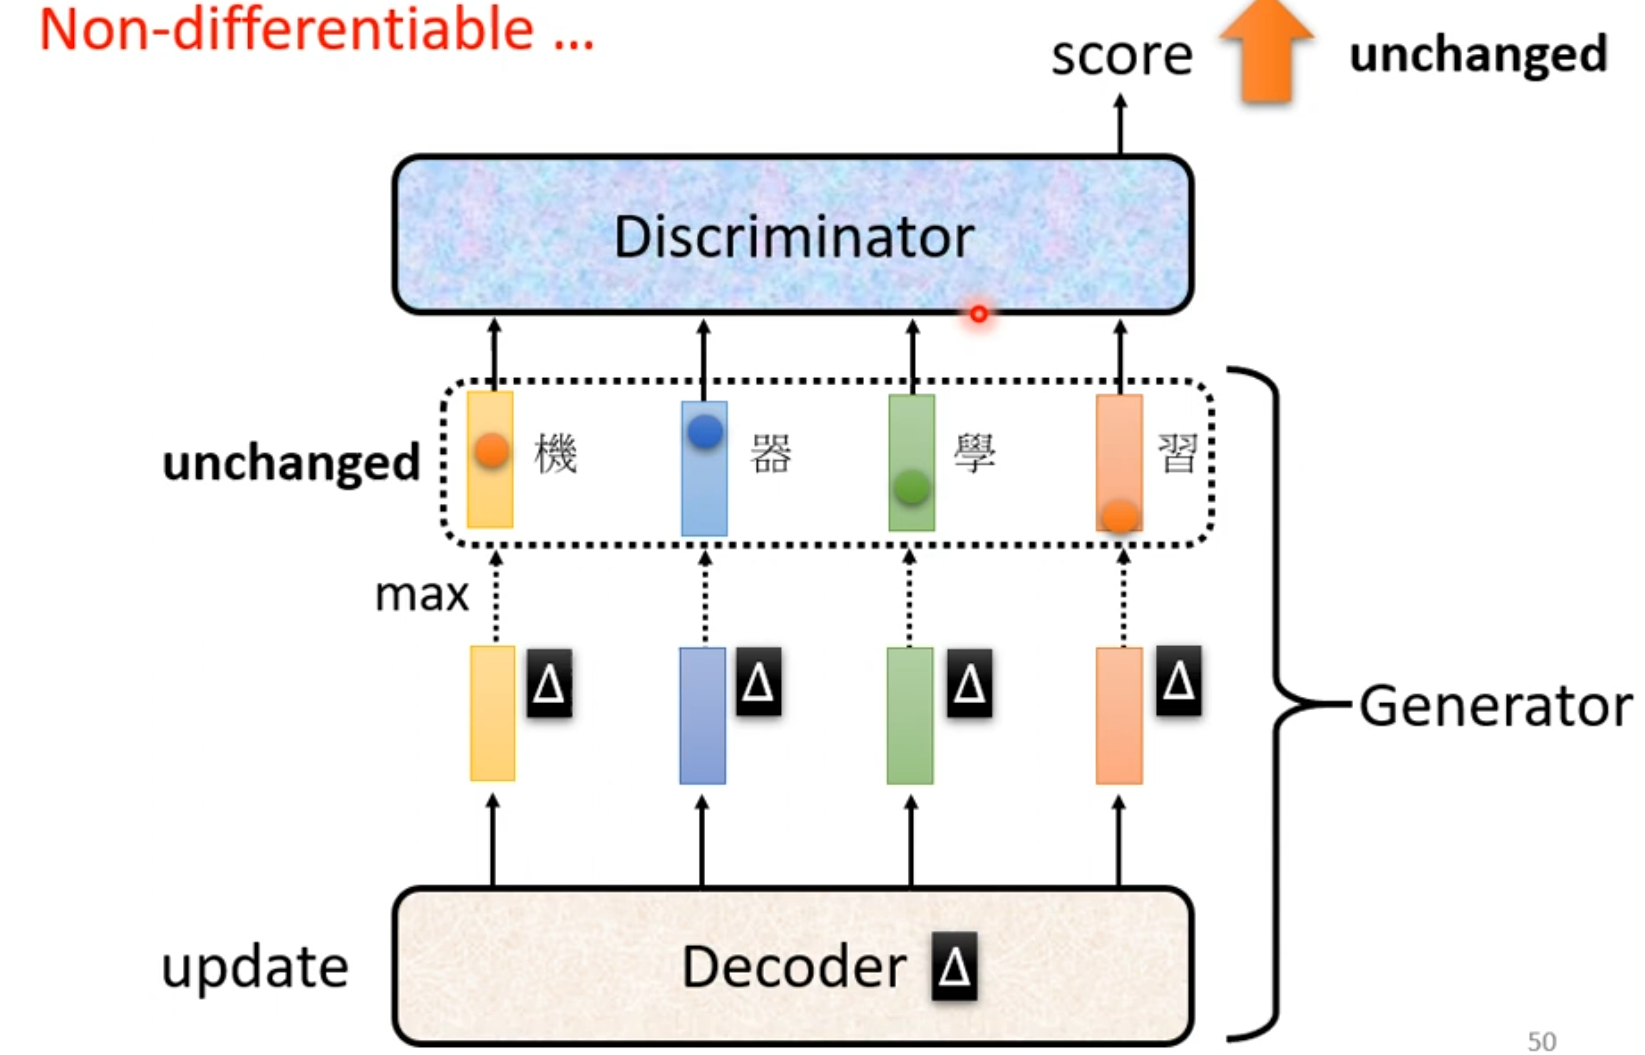 Non-differentiable ...
score unchanged
Discriminator
unchanged 機 器 學 習
max
Δ Δ Δ Δ
Generator
update Decoder Δ
50